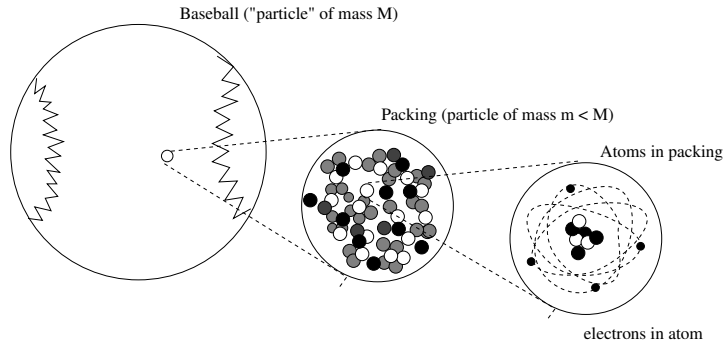 Baseball ("particle" of mass M)
Packing (particle of mass m < M)
Atoms in packing
electrons in atom